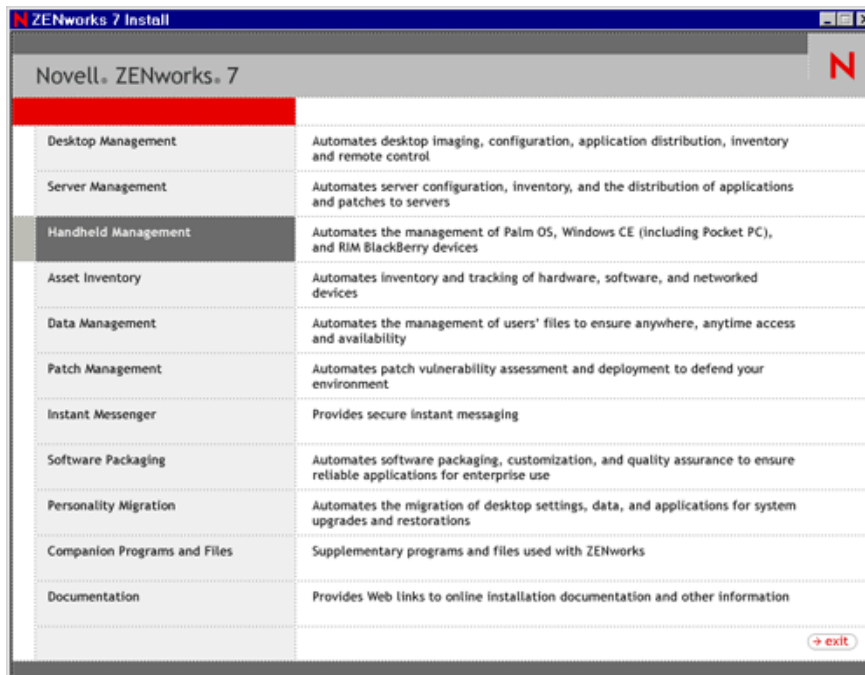 N ZENworks 7 Install
N
Novell® ZENworks® 7
Desktop Management
Automates desktop imaging, configuration, application distribution, inventory
and remote control
Server Management
Automates server configuration, inventory, and the distribution of applications
and patches to servers
Handheld Management
Automates the management of Palm OS, Windows CE (including Pocket PC),
and RIM BlackBerry devices
Asset Inventory
Automates inventory and tracking of hardware, software, and networked
devices
Data Management
Automates the management of users' files to ensure anywhere, anytime access
and availability
Patch Management
Automates patch vulnerability assessment and deployment to defend your
environment
Instant Messenger
Provides secure instant messaging
Software Packaging
Automates software packaging, customization, and quality assurance to ensure
reliable applications for enterprise use
Personality Migration
Automates the migration of desktop settings, data, and applications for system
upgrades and restorations
Companion Programs and Files
Supplementary programs and files used with ZENworks
Documentation
Provides Web links to online installation documentation and other information
→ exit